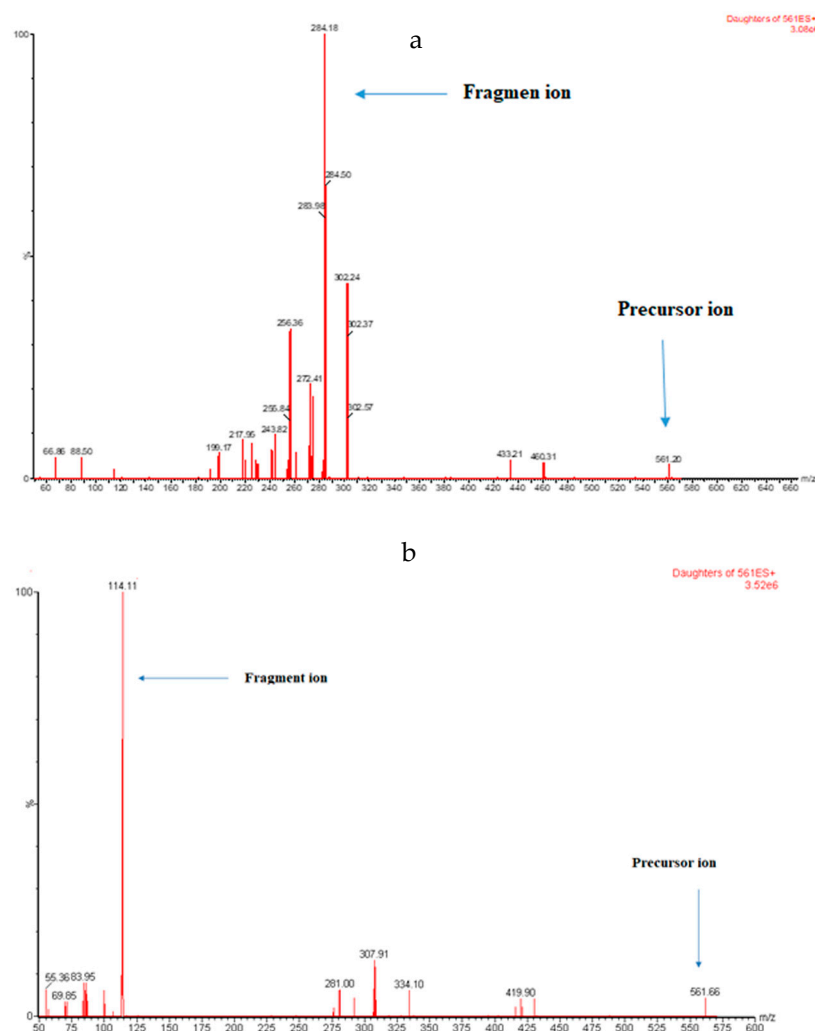 a
Daughters of 561ES+
3.08e6
100
284.18
Fragmen ion
284.50
283.98
302.24
Precursor ion
%
256.36
302.37
272.41
255.84
302.57
243.82
217.95
199.17
66.86
88.50
433.21
460.31
561.20
0
m/z
60 80 100 120 140 160 180 200 220 240 260 280 300 320 340 360 380 400 420 440 460 480 500 520 540 560 580 600 620 640 660
b
Daughters of 561ES+
3.52e6
114.11
100
Fragment ion
%
Precursor ion
307.91
55.36
83.95
281.00
334.10
69.85
419.90
561.66
0
m/z
50 75 100 125 150 175 200 225 250 275 300 325 350 375 400 425 450 475 500 525 550 575 600